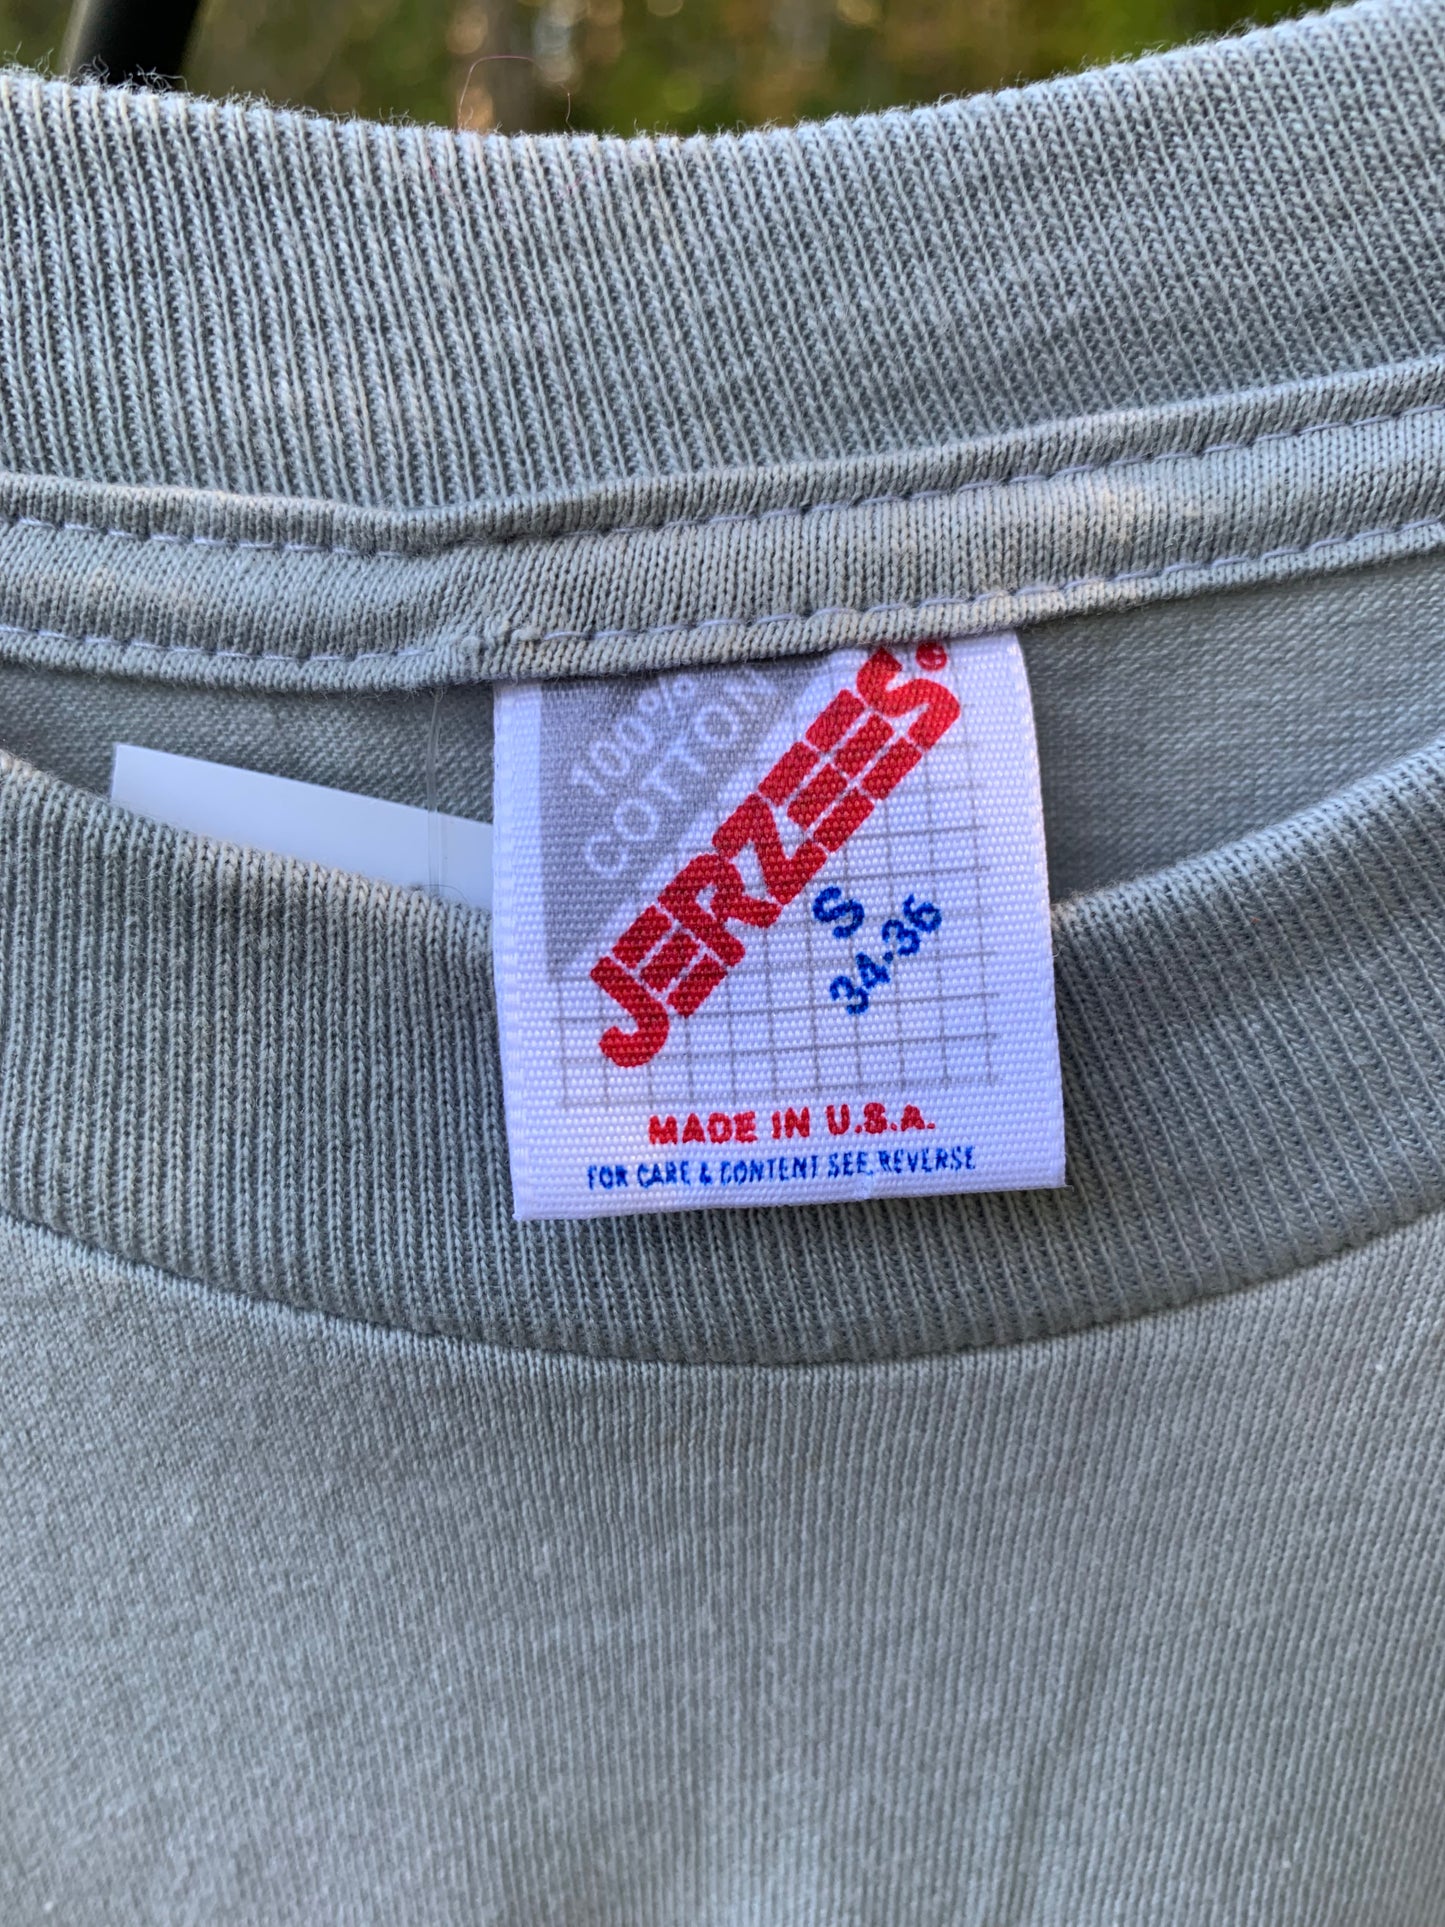 100%
COTTON
JERZEES®
S
34-36
MADE IN U.S.A.
FOR CARE & CONTENT SEE REVERSE